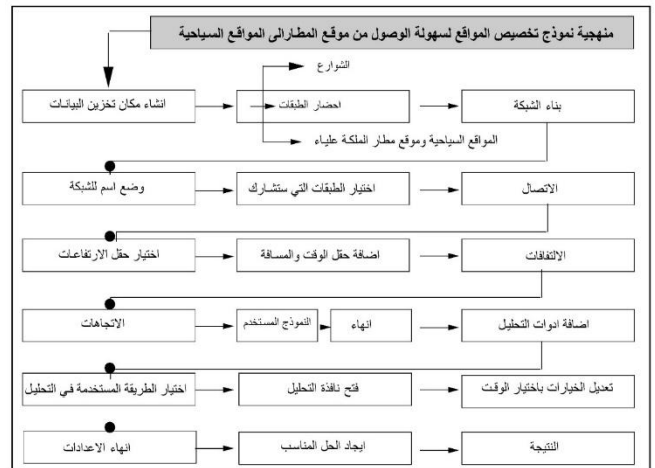 منهجية نموذج تخصيص المواقع لسهولة الوصول من موقع المطارالى المواقع السياحية
الشوارع
انشاء مكان تخزين البيانات
احضار الطبقات
بناء الشبكة
المواقع السياحية وموقع مطار الملكة علياء
وضع اسم للشبكة
اختيار الطبقات التي ستشارك
الاتصال
اختيار حقل الارتفاعات
اضافة حقل الوقت والمسافة
الالتفافات
الاتجاهات
النموذج المستخدم
انهاء
اضافة ادوات التحليل
اختيار الطريقة المستخدمة في التحليل
فتح نافذة التحليل
تعديل الخيارات باختيار الوقت
انهاء الاعدادات
ايجاد الحل المناسب
النتيجة